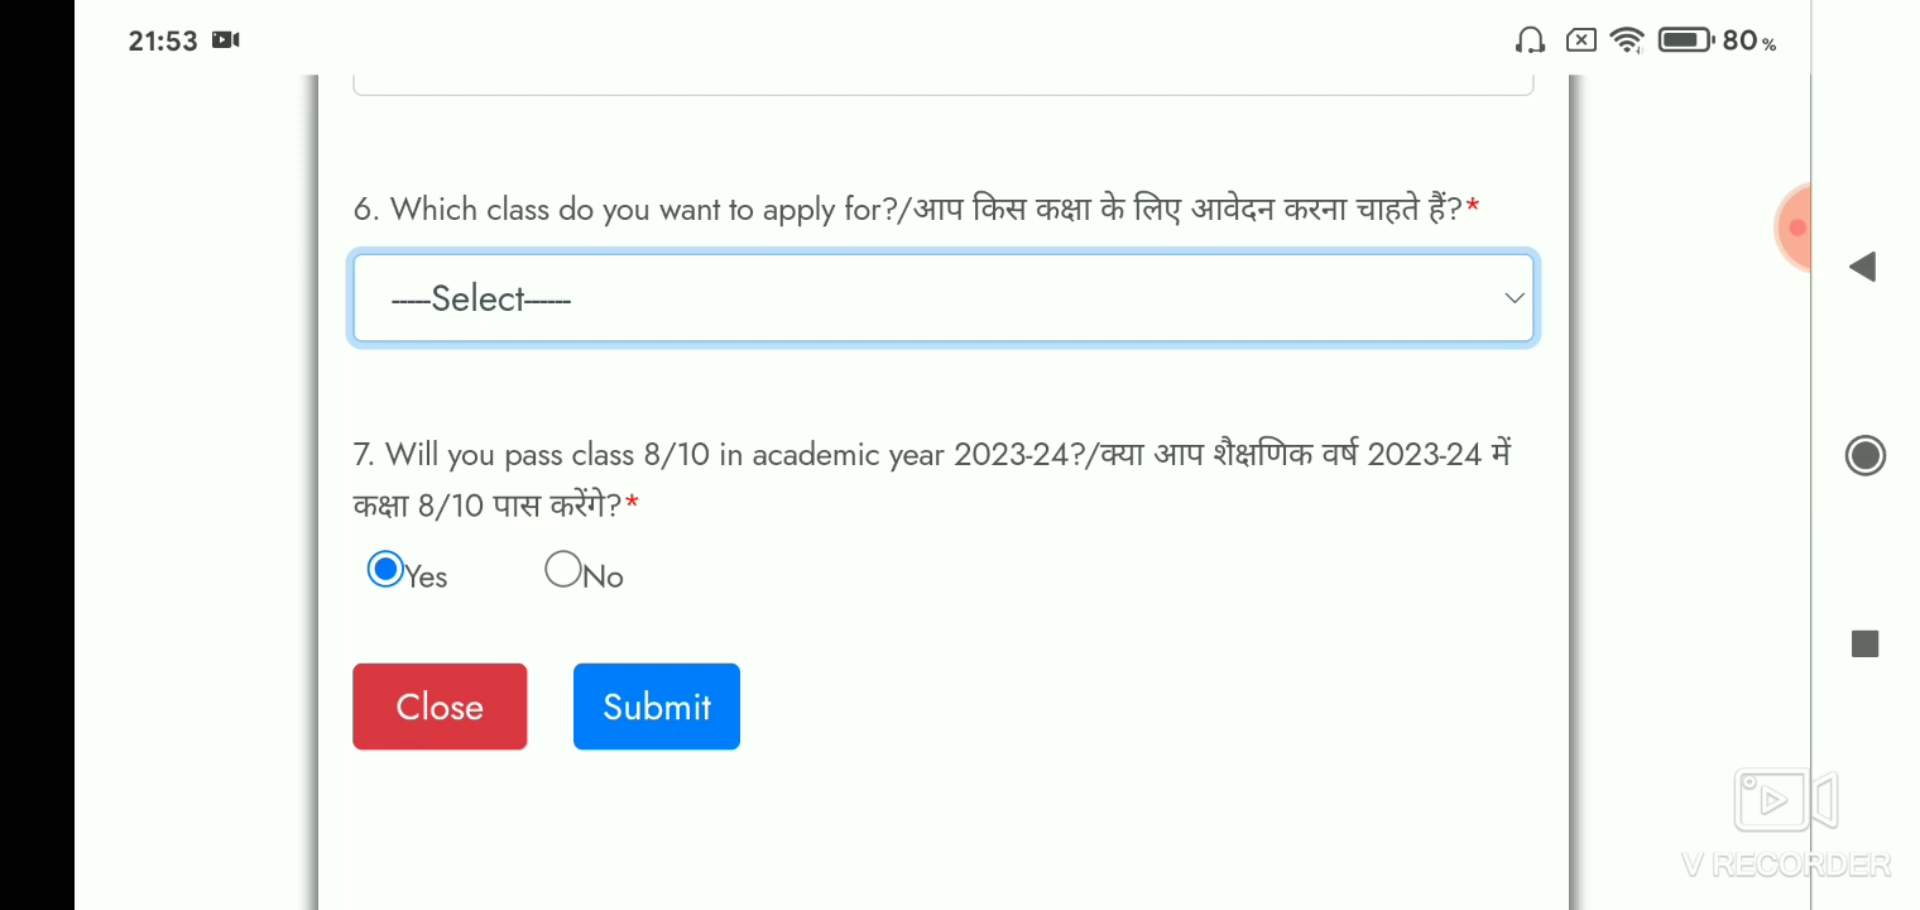 21:53
80 %
6. Which class do you want to apply for?/आप किस कक्षा के लिए आवेदन करना चाहते हैं?*
-----Select------
7. Will you pass class 8/10 in academic year 2023-24?/क्या आप शैक्षणिक वर्ष 2023-24 में
कक्षा 8/10 पास करेंगे?*
Yes No
Close Submit
V RECORDER